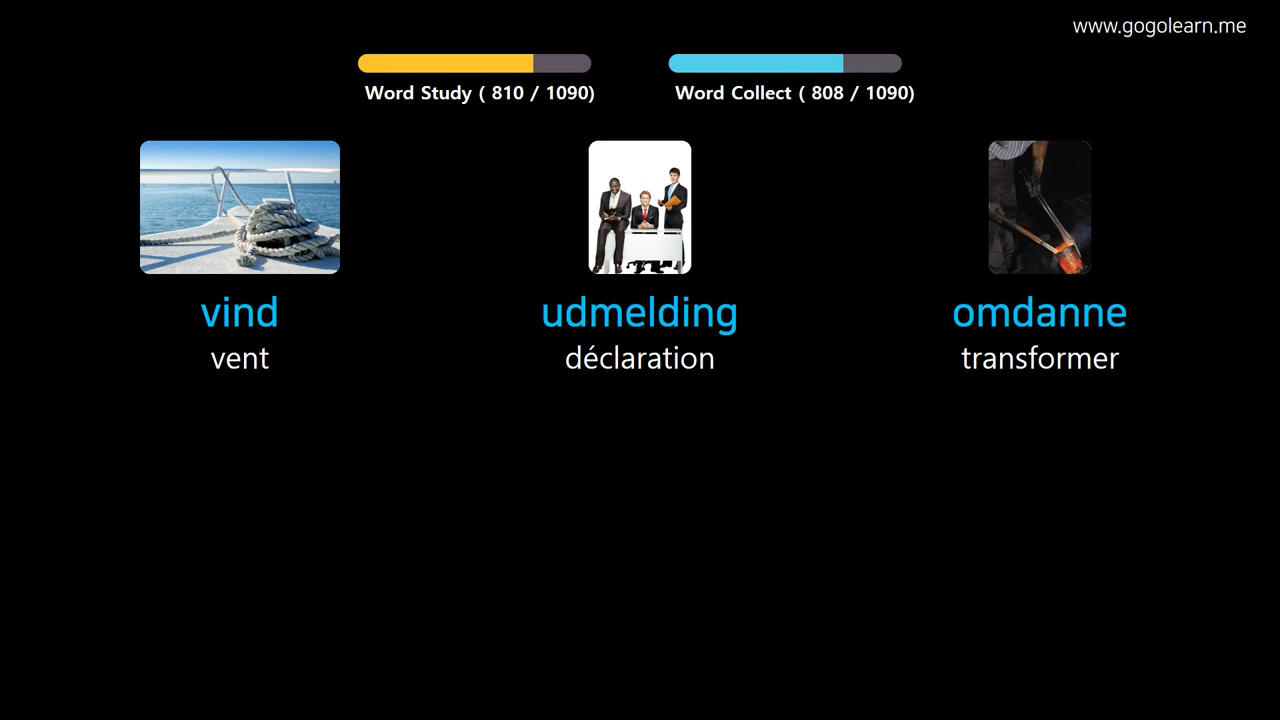 www.gogolearn.me
Word Study ( 810 / 1090)
Word Collect ( 808 / 1090)
vind
vent
udmelding
déclaration
omdanne
transformer